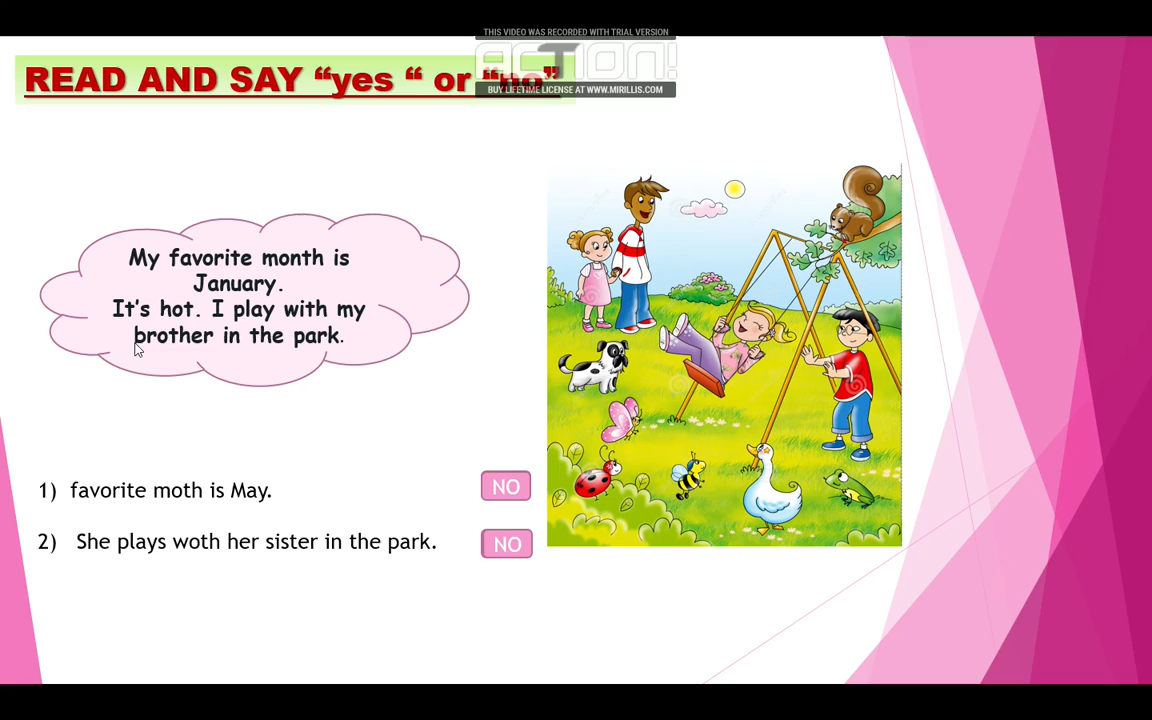 THIS VIDEO WAS RECORDED WITH TRIAL VERSION
ACTION!
BUY LIFETIME LICENSE AT WWW.MIRILLIS.COM
READ AND SAY “yes “ or “no”
My favorite month is
January.
It's hot. I play with my
brother in the park.
1) favorite moth is May.
NO
2) She plays woth her sister in the park.
NO